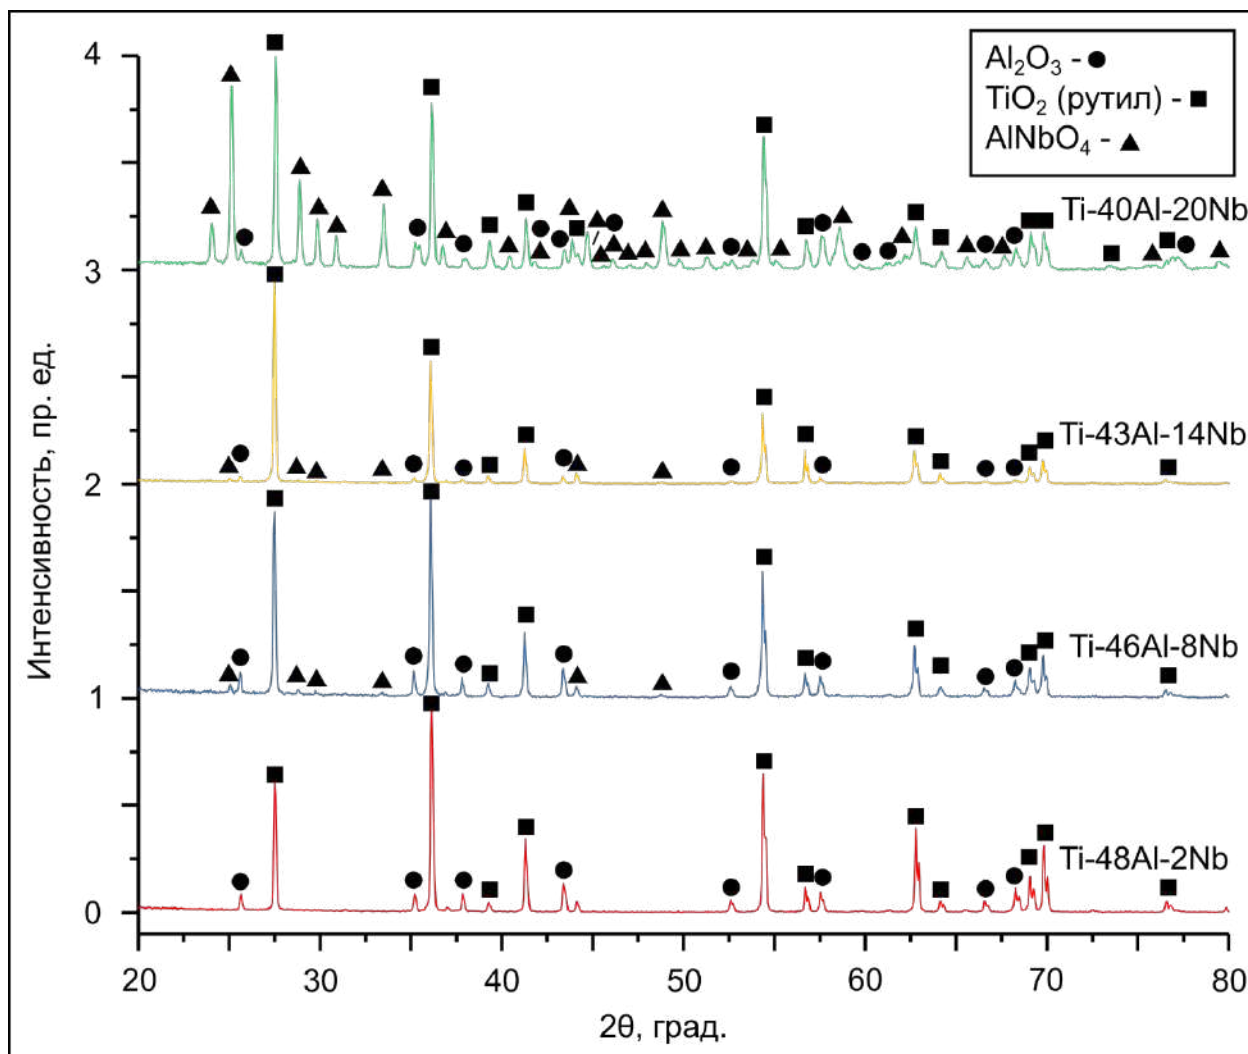 Al₂O₃ - ●
TiO₂ (рутил) - ■
AlNbO₄ - ▲
Ti-40Al-20Nb
Ti-43Al-14Nb
Ti-46Al-8Nb
Ti-48Al-2Nb
Интенсивность, пр. ед.
4
3
2
1
0
20 30 40 50 60 70 80
2θ, град.